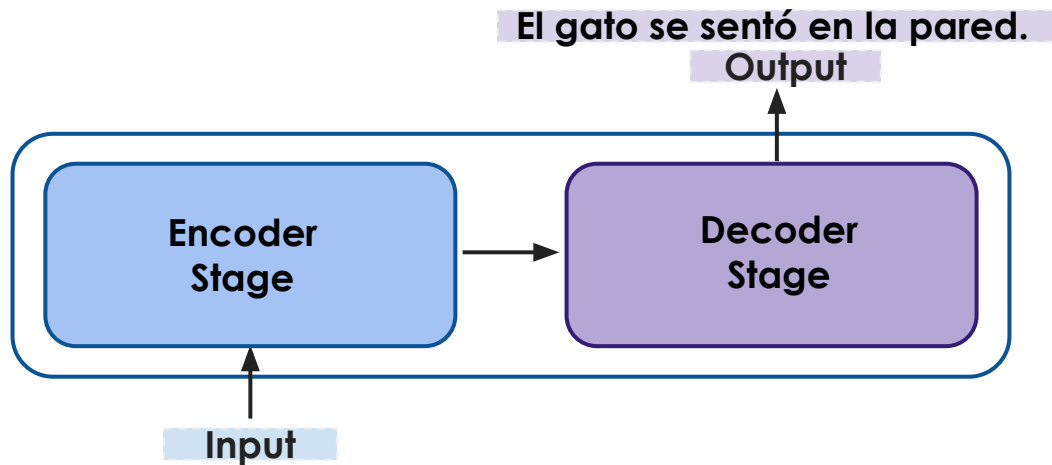 El gato se sentó en la pared.
Output
Encoder
Stage
Decoder
Stage
Input